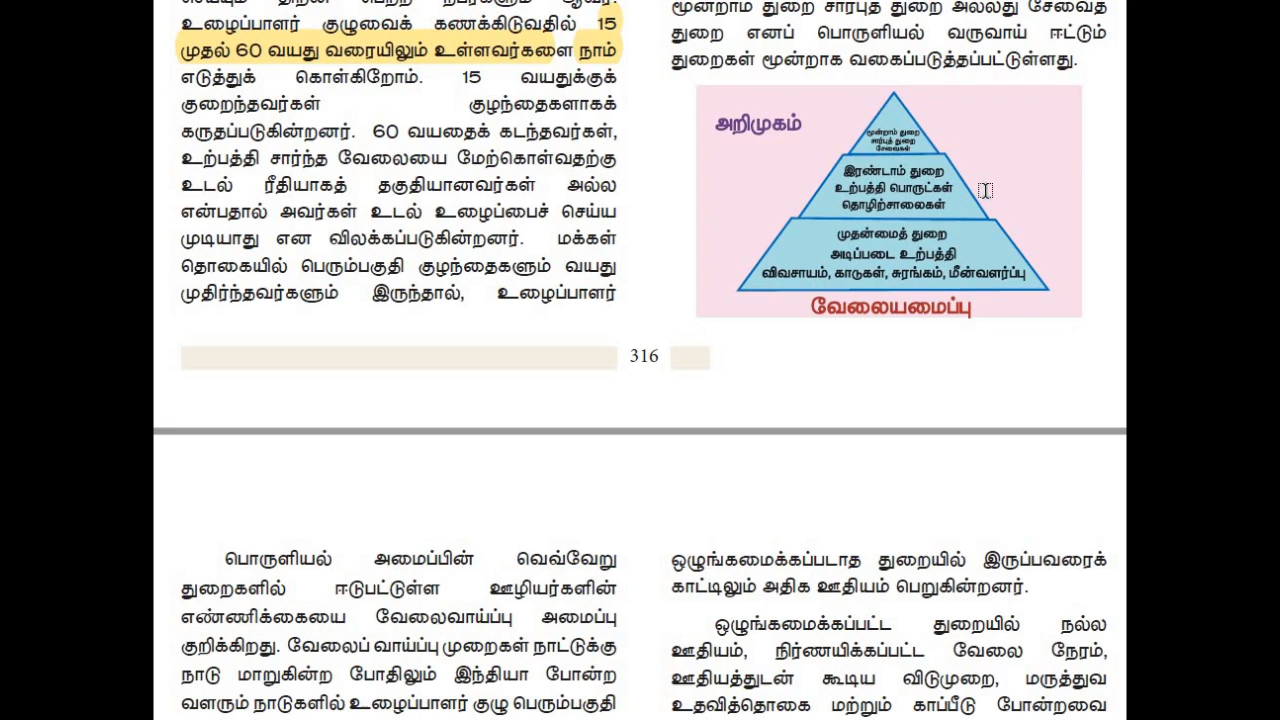 உழைப்பாளர் குழுவைக் கணக்கிடுவதில் 15
முதல் 60 வயது வரையிலும் உள்ளவர்களை நாம்
எடுத்துக் கொள்கிறோம். 15 வயதுக்குக்
குறைந்தவர்கள் குழந்தைகளாகக்
கருதப்படுகின்றனர். 60 வயதைக் கடந்தவர்கள்,
உற்பத்தி சார்ந்த வேலையை மேற்கொள்வதற்கு
உடல் ரீதியாகத் தகுதியானவர்கள் அல்ல
என்பதால் அவர்கள் உடல் உழைப்பைச் செய்ய
முடியாது என விலக்கப்படுகின்றனர். மக்கள்
தொகையில் பெரும்பகுதி குழந்தைகளும் வயது
முதிர்ந்தவர்களும் இருந்தால், உழைப்பாளர்
மூன்றாம் துறை சார்புத் துறை அல்லது சேவைத்
துறை எனப் பொருளியல் வருவாய் ஈட்டும்
துறைகள் மூன்றாக வகைப்படுத்தப்பட்டுள்ளது.
அறிமுகம்
மூன்றாம் துறை
சார்புத் துறை
சேவைகள்
இரண்டாம் துறை
உற்பத்தி பொருட்கள்
தொழிற்சாலைகள்
முதன்மைத் துறை
அடிப்படை உற்பத்தி
விவசாயம், காடுகள், சுரங்கம், மீன்வளர்ப்பு
வேலையமைப்பு
316
பொருளியல் அமைப்பின் வெவ்வேறு
துறைகளில் ஈடுபட்டுள்ள ஊழியர்களின்
எண்ணிக்கையை வேலைவாய்ப்பு அமைப்பு
குறிக்கிறது. வேலைப் வாய்ப்பு முறைகள் நாட்டுக்கு
நாடு மாறுகின்ற போதிலும் இந்தியா போன்ற
வளரும் நாடுகளில் உழைப்பாளர் குழு பெரும்பகுதி
ஒழுங்கமைக்கப்படாத துறையில் இருப்பவரைக்
காட்டிலும் அதிக ஊதியம் பெறுகின்றனர்.
ஒழுங்கமைக்கப்பட்ட துறையில் நல்ல
ஊதியம், நிர்ணயிக்கப்பட்ட வேலை நேரம்,
ஊதியத்துடன் கூடிய விடுமுறை, மருத்துவ
உதவித்தொகை மற்றும் காப்பீடு போன்றவை